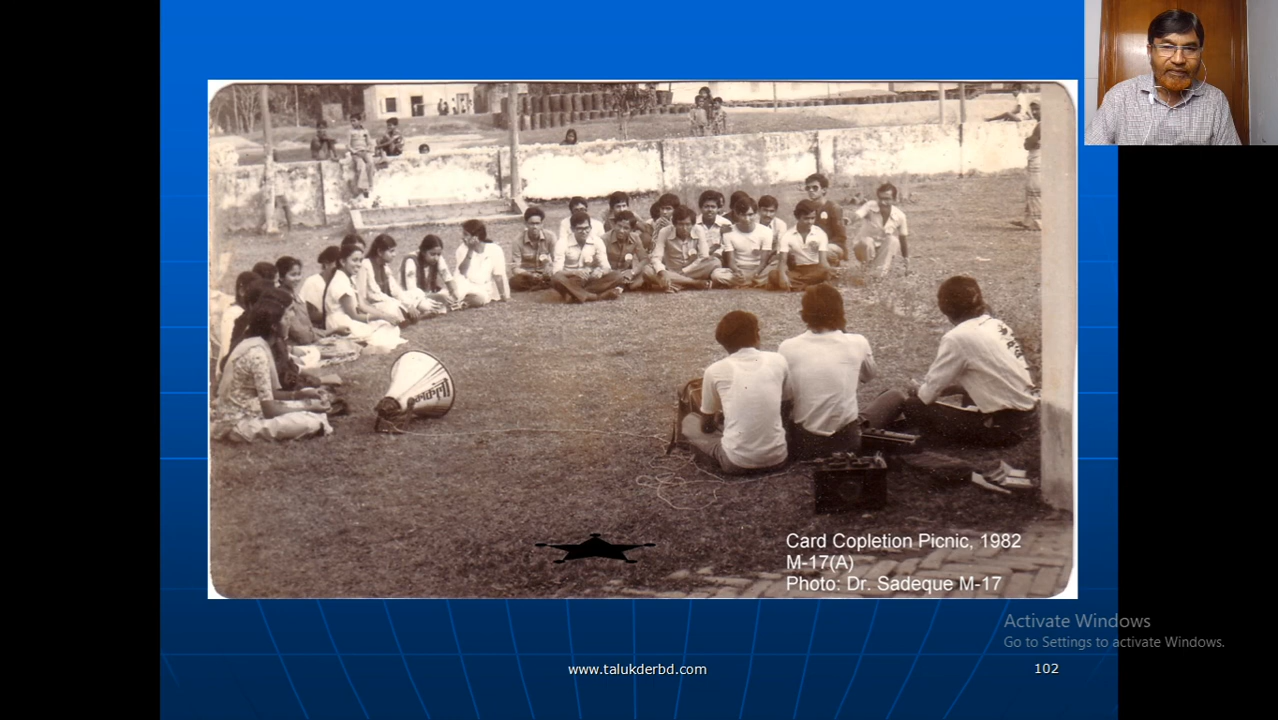 কাকলী
Card Copletion Picnic, 1982
M-17(A)
Photo: Dr. Sadeque M-17
Activate Windows
Go to Settings to activate Windows.
www.talukderbd.com
102